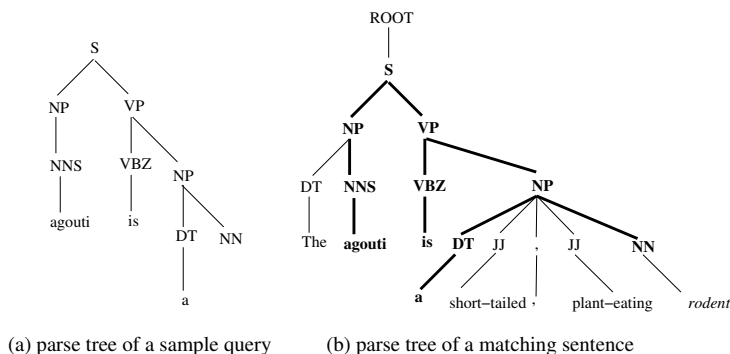 ROOT
S
S
NP VP
NP VP
NNS VBZ NP
DT NNS VBZ NP
agouti is DT NN
The agouti is DT JJ , JJ NN
a
a short-tailed , plant-eating rodent
(a) parse tree of a sample query (b) parse tree of a matching sentence